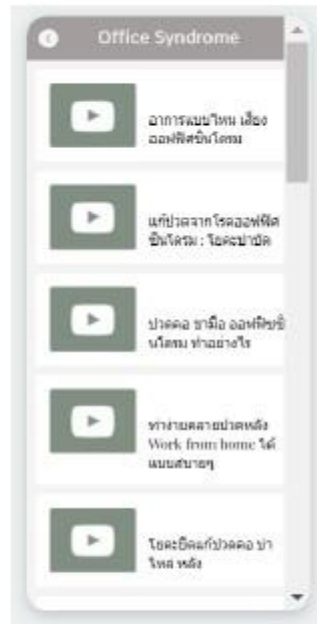 Office Syndrome
อาการแบบไหน เสี่ยง
ออฟฟิศซินโดรม
แก้ปวดจากโรคออฟฟิศ
ซินโดรม : โยคะบำบัด
ปวดคอ ชามือ ออฟฟิซซิ
นโดรม ทำอย่างไร
ท่าง่ายคลายปวดหลัง
Work from home ได้
แบบสบายๆ
โยคะยืดแก้ปวดคอ บ่า
ไหล่ หลัง